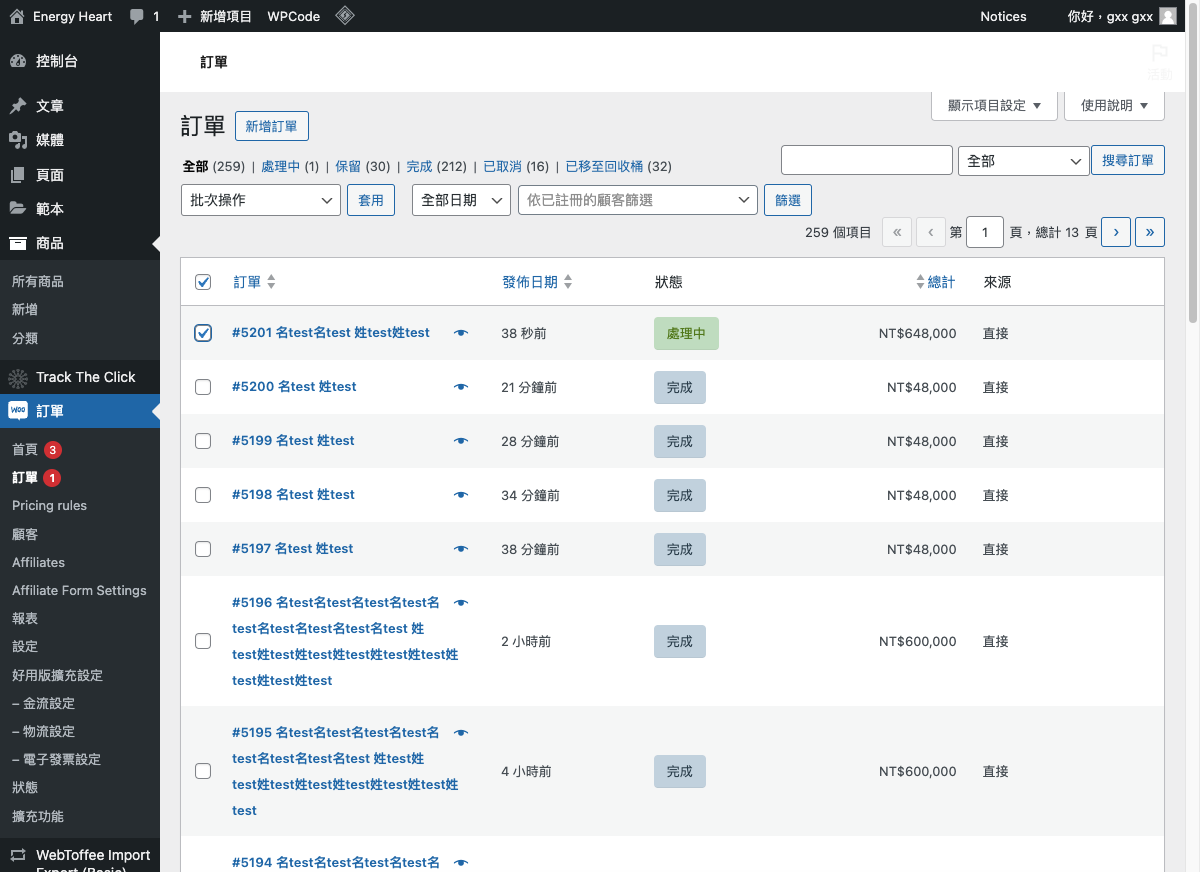 Energy Heart 1 新增項目 WPCode Notices 你好，gxx gxx
控制台
文章
媒體
頁面
範本
商品
所有商品
新增
分類
Track The Click
woo 訂單
首頁 3
訂單 1
Pricing rules
顧客
Affiliates
Affiliate Form Settings
報表
設定
好用版擴充設定
– 金流設定
– 物流設定
– 電子發票設定
狀態
擴充功能
WebToffee Import
Export (Basic)
訂單
活動
顯示項目設定 ▼ 使用說明 ▼
訂單 新增訂單
全部 (259) | 處理中 (1) | 保留 (30) | 完成 (212) | 已取消 (16) | 已移至回收桶 (32)
全部 搜尋訂單
批次操作 套用 全部日期 依已註冊的顧客篩選 篩選
259 個項目 « ‹ 第 1 頁，總計 13 頁 › »
訂單 發佈日期 狀態 總計 來源
#5201 名test名test 姓test姓test 38 秒前 處理中 NT$648,000 直接
#5200 名test 姓test 21 分鐘前 完成 NT$48,000 直接
#5199 名test 姓test 28 分鐘前 完成 NT$48,000 直接
#5198 名test 姓test 34 分鐘前 完成 NT$48,000 直接
#5197 名test 姓test 38 分鐘前 完成 NT$48,000 直接
#5196 名test名test名test名test名
test名test名test名test名test 姓
test姓test姓test姓test姓test姓test姓
test姓test姓test
2 小時前 完成 NT$600,000 直接
#5195 名test名test名test名test名
test名test名test名test 姓test姓
test姓test姓test姓test姓test姓test姓
test
4 小時前 完成 NT$600,000 直接
#5194 名test名test名test名test名